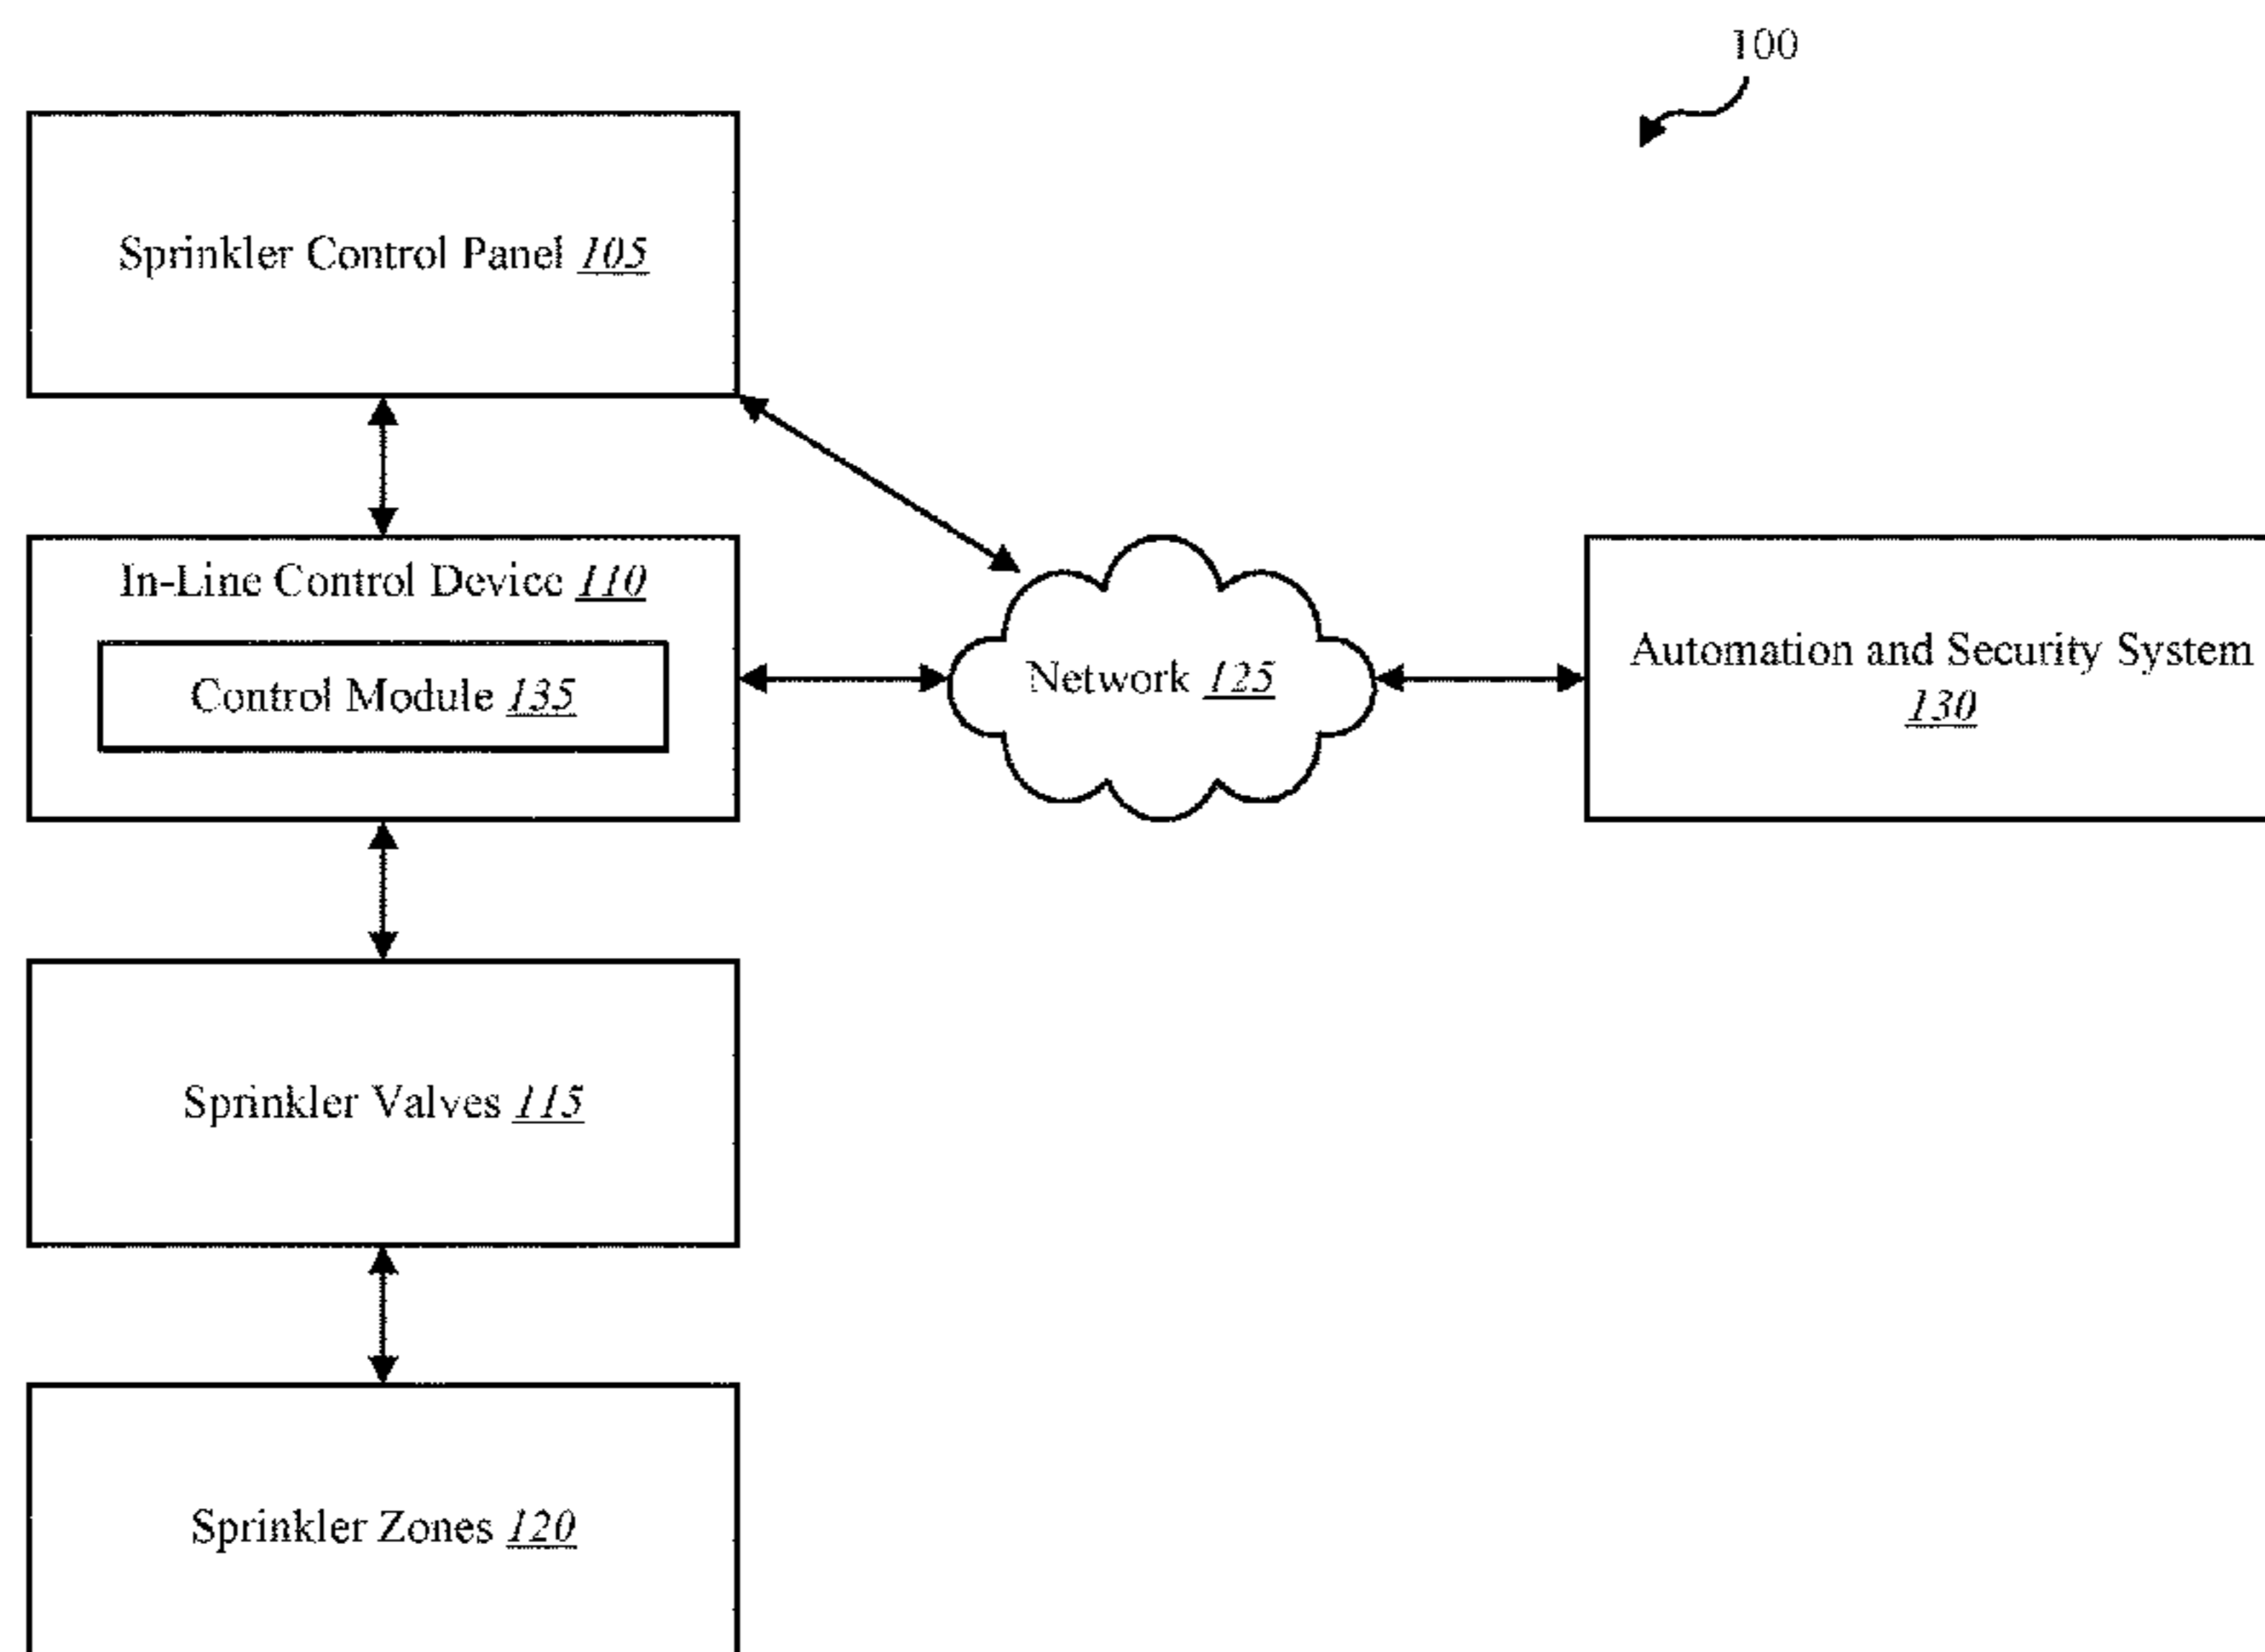 100
Sprinkler Control Panel 105
In-Line Control Device 110
Control Module 135
Network 125
Automation and Security System
130
Sprinkler Valves 115
Sprinkler Zones 120